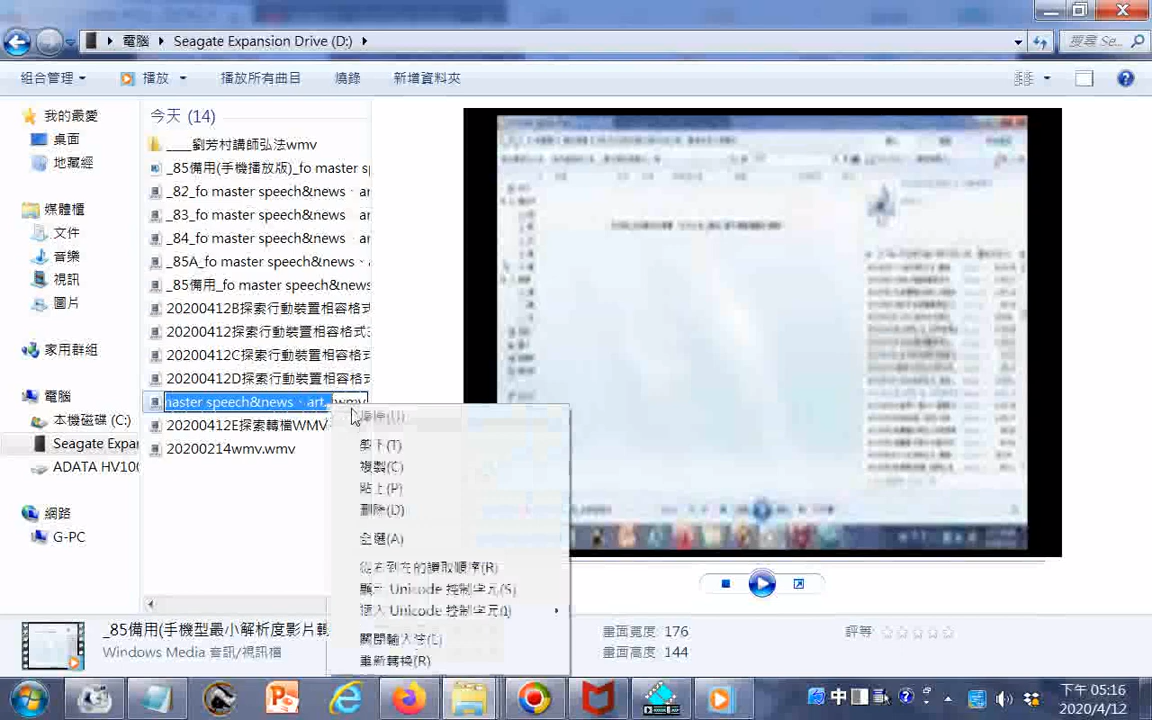 電腦 Seagate Expansion Drive (D:)
搜尋 Se...
組合管理 播放 播放所有曲目 燒錄 新增資料夾
我的最愛
桌面
地藏經
媒體櫃
文件
音樂
視訊
圖片
家用群組
電腦
本機磁碟 (C:)
Seagate Expan
ADATA HV100
網路
G-PC
今天 (14)
____劉芳村講師弘法wmv
_85備用(手機播放版)_fo master sp
_82_fo master speech&news、ar
_83_fo master speech&news、ar
_84_fo master speech&news、ar
_85A_fo master speech&news、
_85備用_fo master speech&news
20200412B探索行動裝置相容格式
20200412探索行動裝置相容格式
20200412C探索行動裝置相容格式
20200412D探索行動裝置相容格式
master speech&news、art_.wmv
20200412E探索轉檔WMV
20200214wmv.wmv
復原(U)
剪下(T)
複製(C)
貼上(P)
刪除(D)
全選(A)
從右到左的讀取順序(R)
顯示 Unicode 控制字元(S)
插入 Unicode 控制字元(I)
關閉輸入法(L)
重新轉換(R)
_85備用(手機型最小解析度影片轉
Windows Media 音訊/視訊檔
畫面寬度: 176
畫面高度: 144
評等:
中
下午 05:16
2020/4/12